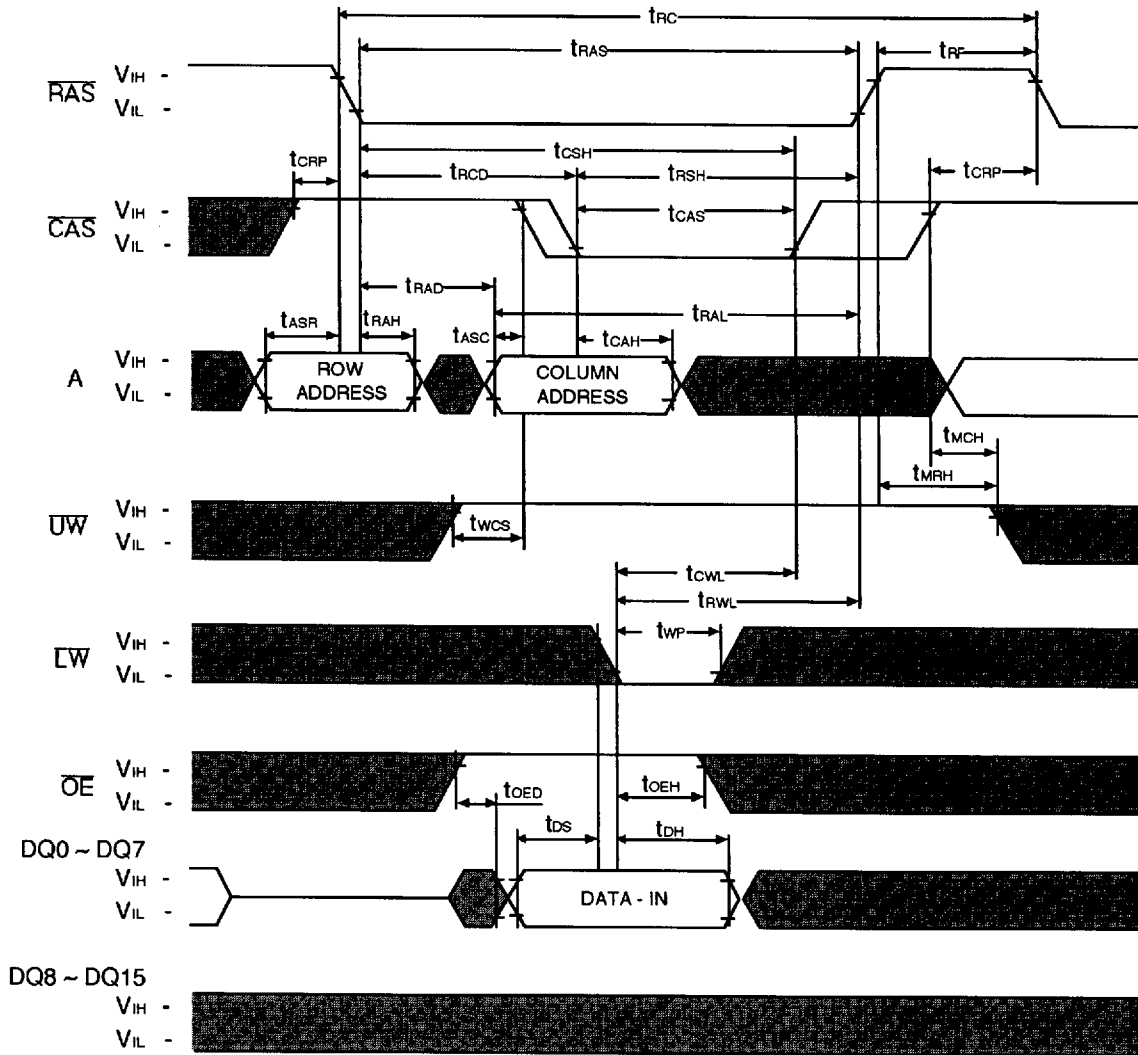 tRC
tRAS
tRF
RAS
VIH -
VIL -
tCSH
tCRP
tRCD
tRSH
tCRP
CAS
VIH -
VIL -
tCAS
tRAD
tRAL
tASR
tRAH
tASC
tCAH
A
VIH -
VIL -
ROW
ADDRESS
COLUMN
ADDRESS
tMCH
tMRH
UW
VIH -
VIL -
tWCS
tCWL
tRWL
LW
VIH -
VIL -
tWP
OE
VIH -
VIL -
tOED
tOEH
tDS
tDH
DQ0 ~ DQ7
VIH -
VIL -
DATA - IN
DQ8 ~ DQ15
VIH -
VIL -